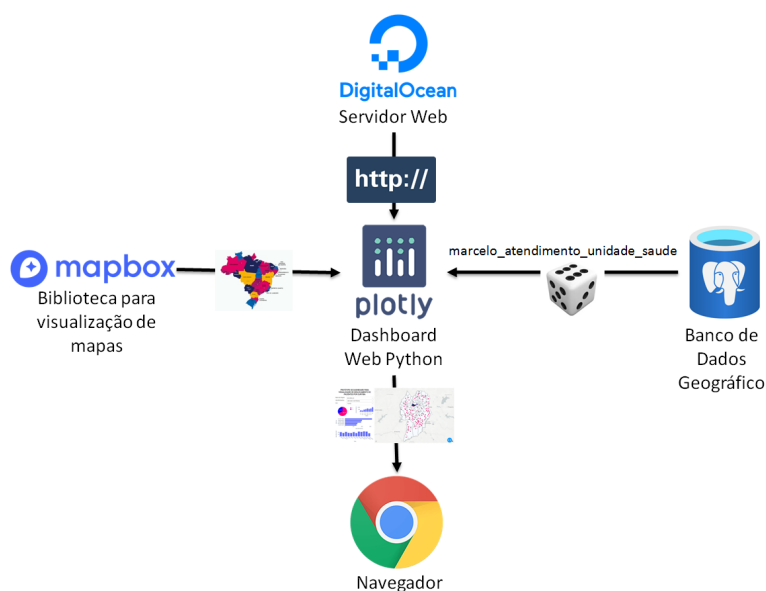 DigitalOcean
Servidor Web
http://
marcelo_atendimento_unidade_saude
mapbox
Biblioteca para
visualização de
mapas
plotly
Dashboard
Web Python
Banco de
Dados
Geográfico
Navegador